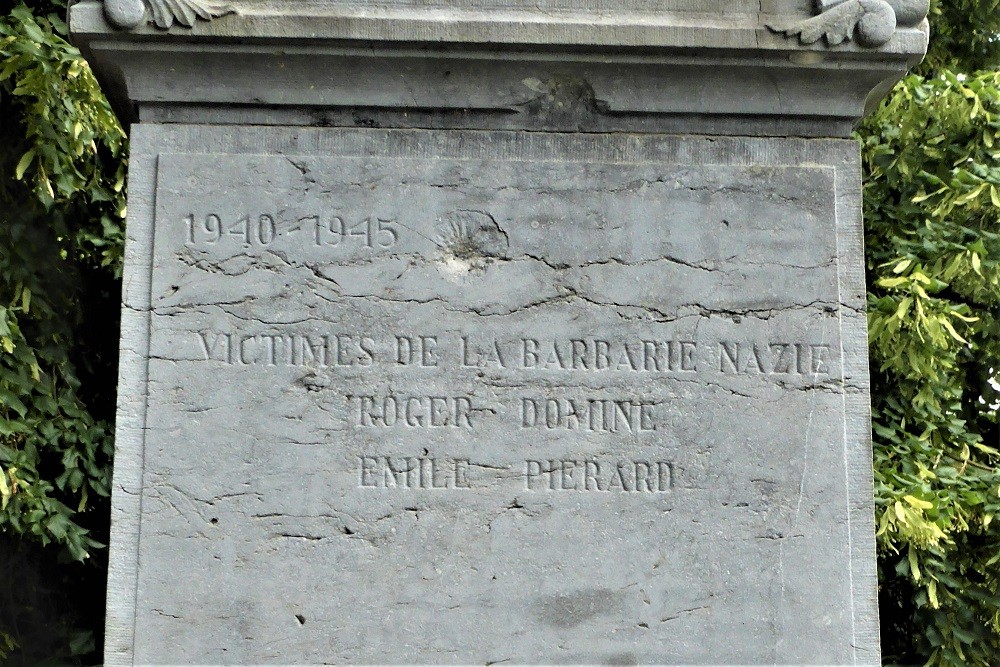 1940-1945
VICTIMES DE LA BARBARIE NAZIE
ROGER DOMINE
EMILE PIERARD